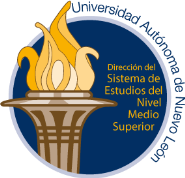 Universidad Autónoma de Nuevo León
Dirección del
Sistema de
Estudios del
Nivel
Medio
Superior